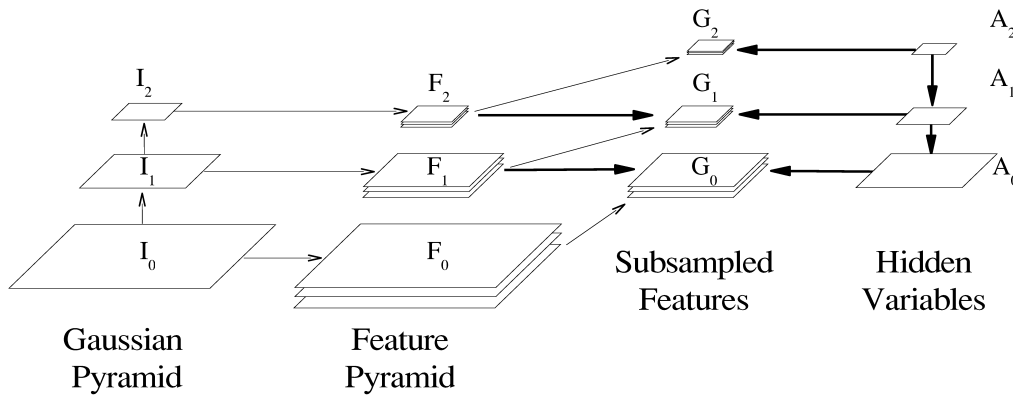 G2
A2
I2
F2
G1
A1
I1
F1
G0
A0
I0
F0
Subsampled
Features
Hidden
Variables
Gaussian
Pyramid
Feature
Pyramid